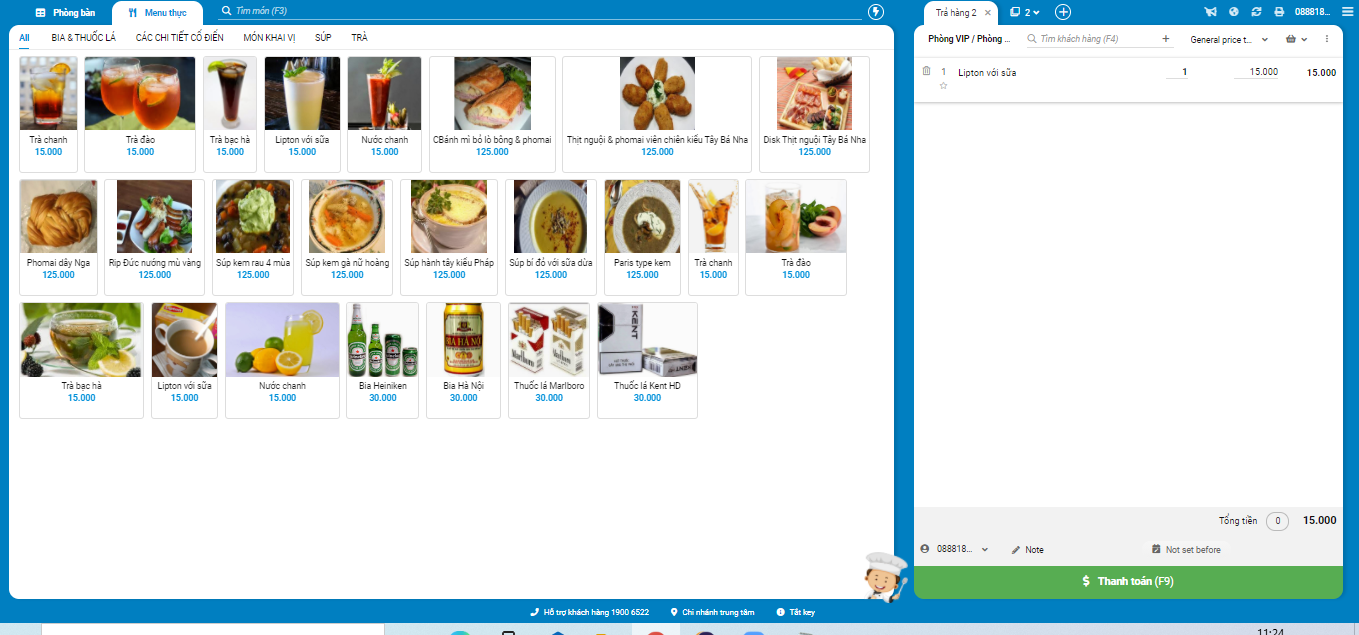 Phòng bàn
Menu thực
Tìm món (F3)
All
BIA & THUỐC LÁ
CÁC CHI TIẾT CỔ ĐIỂN
MÓN KHAI VỊ
SÚP
TRÀ
Trà chanh
15.000
Trà đào
15.000
Trà bạc hà
15.000
Lipton với sữa
15.000
Nước chanh
15.000
CBánh mì bỏ lò bông & phomai
125.000
Thịt nguội & phomai viên chiên kiểu Tây Bá Nha
125.000
Disk Thịt nguội Tây Bá Nha
125.000
Phomai dây Nga
125.000
Rip Đức nướng mù vàng
125.000
Súp kem rau 4 mùa
125.000
Súp kem gà nữ hoàng
125.000
Súp hành tây kiểu Pháp
125.000
Súp bí đỏ với sữa dừa
125.000
Paris type kem
125.000
Trà chanh
15.000
Trà đào
15.000
Trà bạc hà
15.000
Lipton với sữa
15.000
Nước chanh
15.000
Bia Heiniken
30.000
BIA HÀ NỘI
Bia Hà Nội
30.000
Marlboro
Marlboro
Thuốc lá Marlboro
30.000
KENT
Thuốc lá Kent HD
30.000
Trả hàng 2
2
088818...
Phòng VIP / Phòng ...
Tìm khách hàng (F4)
General price t...
1
Lipton với sữa
1
15.000
15.000
Tổng tiền
0
15.000
088818...
Note
Not set before
Thanh toán (F9)
Hỗ trợ khách hàng 1900 6522
Chi nhánh trung tâm
Tắt key
11:24